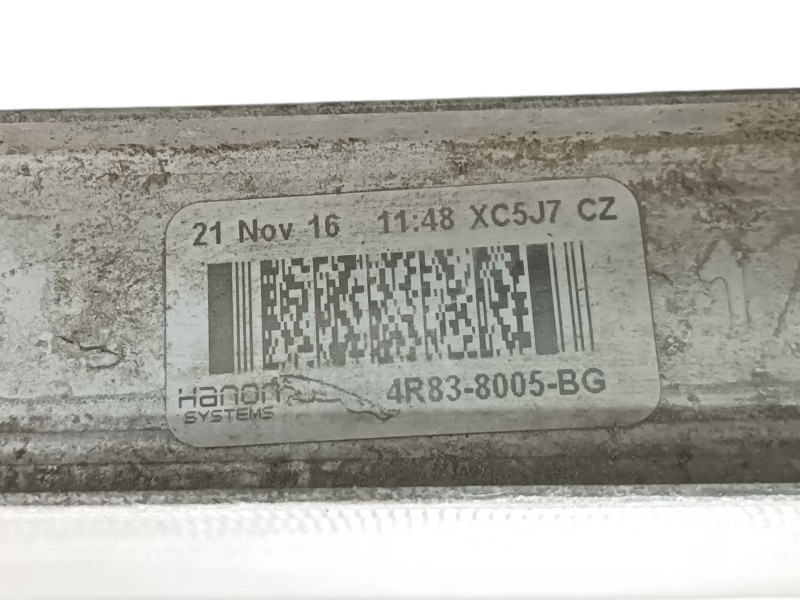 21 Nov 16 11:48 XC5J7 CZ
Hanon
SYSTEMS
4R83-8005-BG